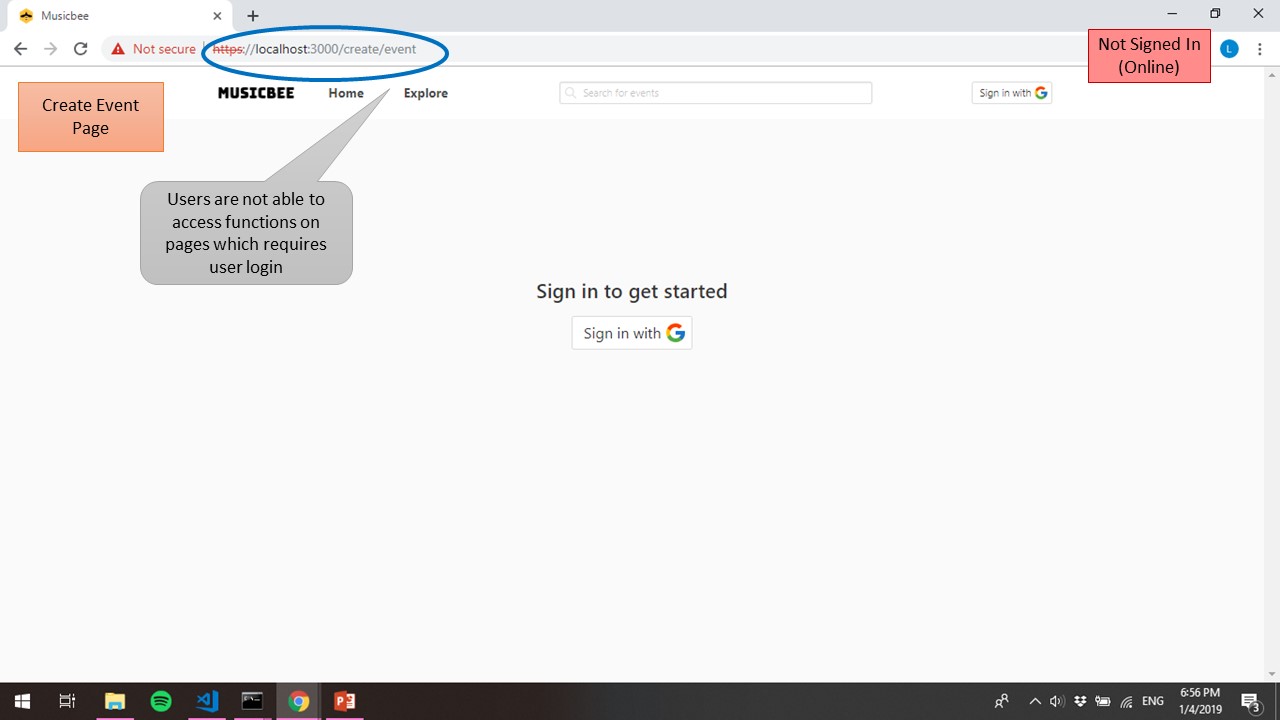 Musicbee
Not secure
https://localhost:3000/create/event
L
Not Signed In
(Online)
Create Event
Page
MUSICBEE
Home
Explore
Search for events
Sign in with
Users are not able to
access functions on
pages which requires
user login
Sign in to get started
Sign in with
ENG
6:56 PM
1/4/2019
3